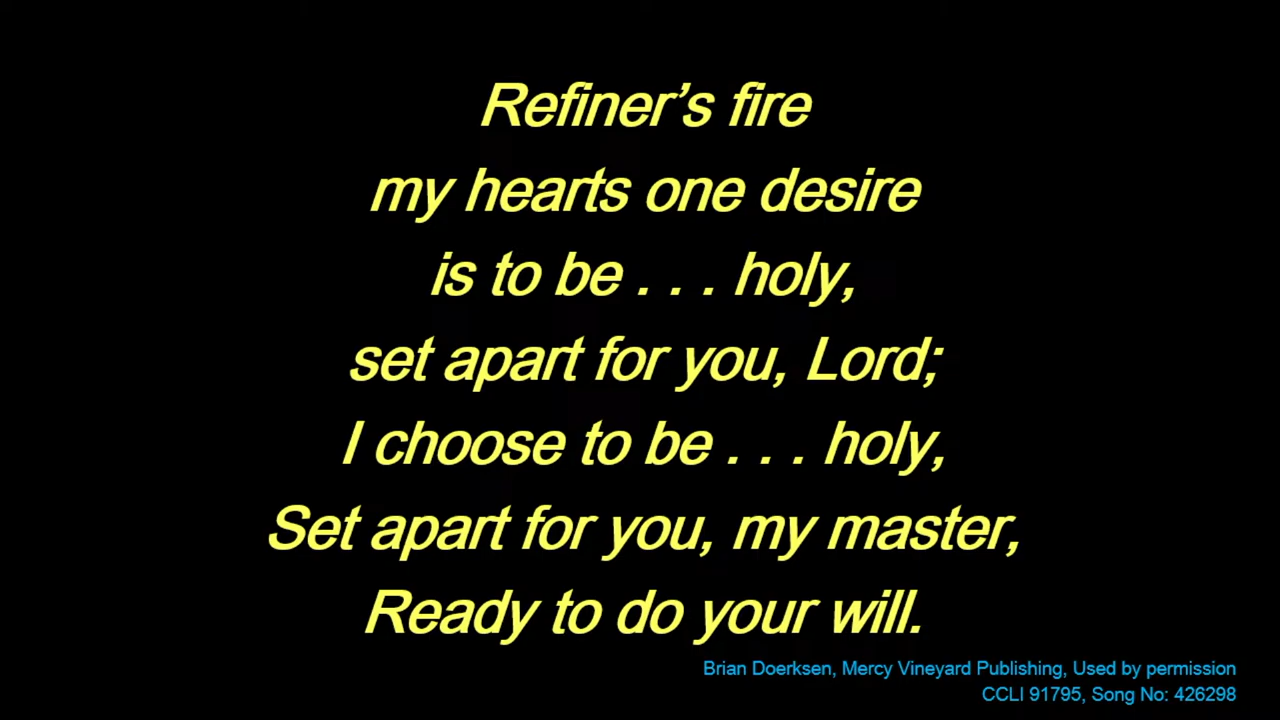 Refiner’s fire
my hearts one desire
is to be . . . holy,
set apart for you, Lord;
I choose to be . . . holy,
Set apart for you, my master,
Ready to do your will.
Brian Doerksen, Mercy Vineyard Publishing, Used by permission
CCLI 91795, Song No: 426298